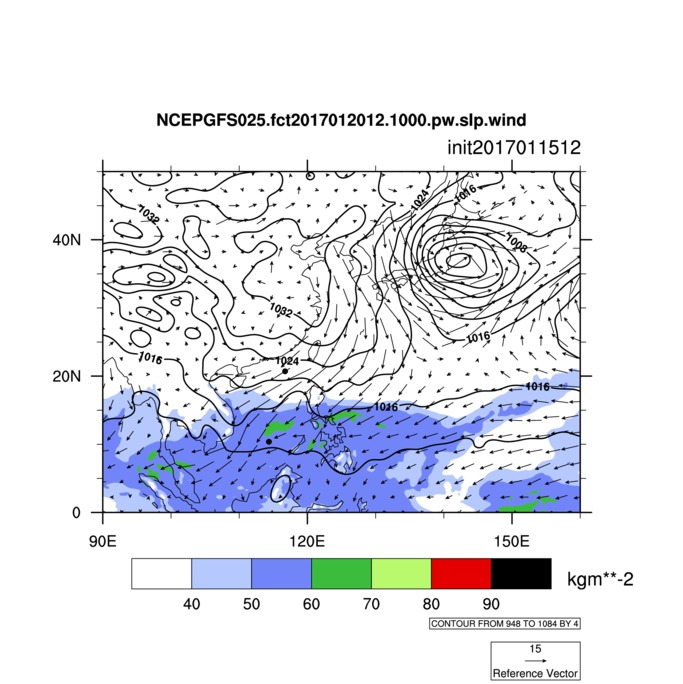 NCEPGFS025.fct2017012012.1000.pw.slp.wind
init2017011512
1024
1016
1032
1008
40N
1032
1016
1016
1024
20N
1016
1016
0
90E 120E 150E
kgm**-2
40 50 60 70 80 90
CONTOUR FROM 948 TO 1084 BY 4
15
Reference Vector